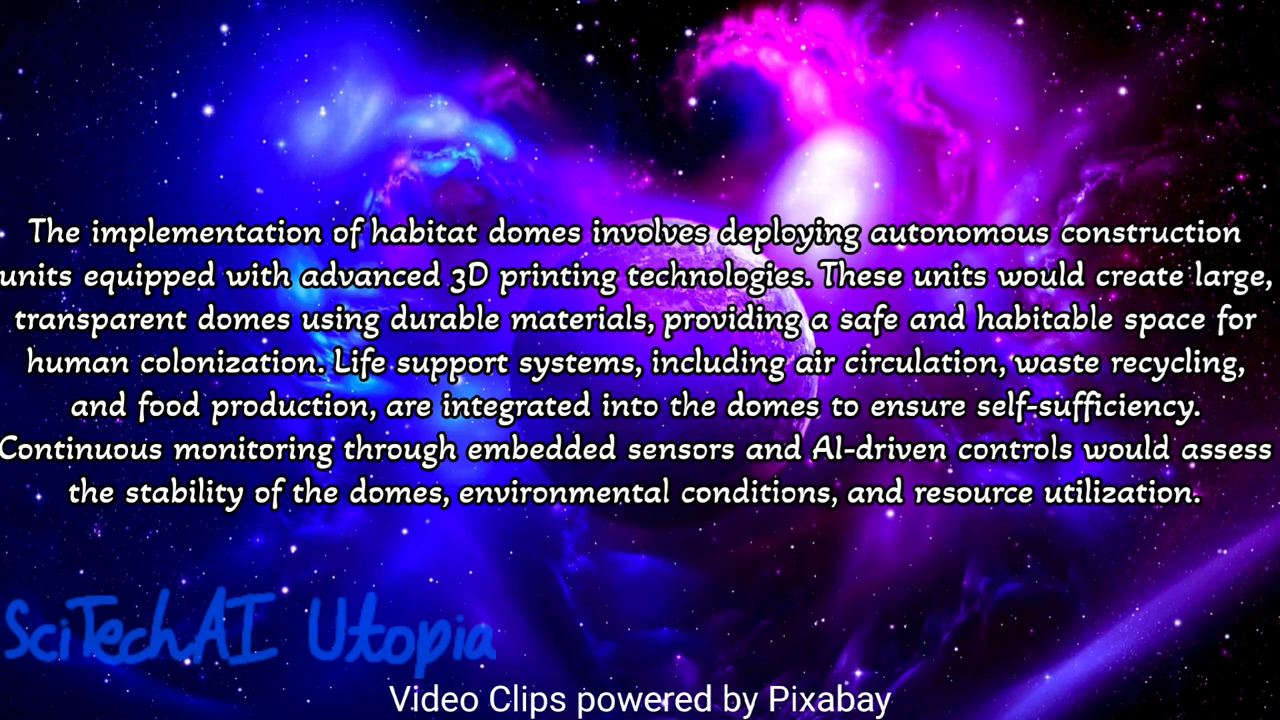 The implementation of habitat domes involves deploying autonomous construction
units equipped with advanced 3D printing technologies. These units would create large,
transparent domes using durable materials, providing a safe and habitable space for
human colonization. Life support systems, including air circulation, waste recycling,
and food production, are integrated into the domes to ensure self-sufficiency.
Continuous monitoring through embedded sensors and AI-driven controls would assess
the stability of the domes, environmental conditions, and resource utilization.
SciTechAI Utopia
Video Clips powered by Pixabay